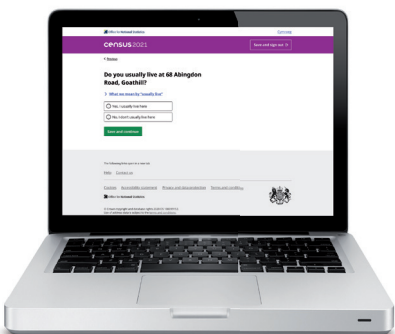 Office for National Statistics
Cymraeg
census 2021
Save and sign out
Do you usually live at 68 Abingdon
Road, Goathill?
What we mean by "usually live"
Yes, I usually live here
No, I don't usually live here
Save and continue
Help Contact us
Cookies Accessibility statement Privacy and data protection Terms and conditions
Office for National Statistics